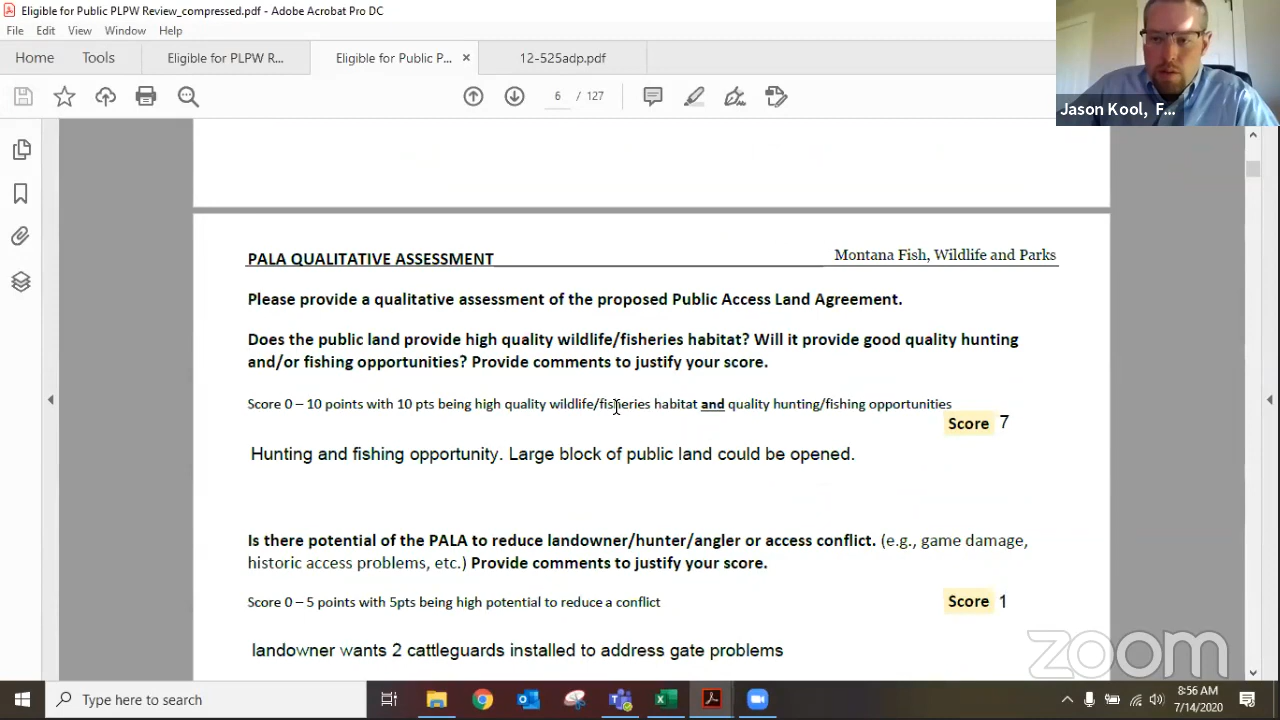 Eligible for Public PLPW Review_compressed.pdf - Adobe Acrobat Pro DC
File Edit View Window Help
Home Tools Eligible for PLPW R... Eligible for Public P... × 12-525adp.pdf
6 / 127
Jason Kool, F...
PALA QUALITATIVE ASSESSMENT Montana Fish, Wildlife and Parks
Please provide a qualitative assessment of the proposed Public Access Land Agreement.
Does the public land provide high quality wildlife/fisheries habitat? Will it provide good quality hunting
and/or fishing opportunities? Provide comments to justify your score.
Score 0 – 10 points with 10 pts being high quality wildlife/fisheries habitat and quality hunting/fishing opportunities
Score 7
Hunting and fishing opportunity. Large block of public land could be opened.
Is there potential of the PALA to reduce landowner/hunter/angler or access conflict. (e.g., game damage,
historic access problems, etc.) Provide comments to justify your score.
Score 0 – 5 points with 5pts being high potential to reduce a conflict Score 1
landowner wants 2 cattleguards installed to address gate problems
zoom
Type here to search
8:56 AM
7/14/2020